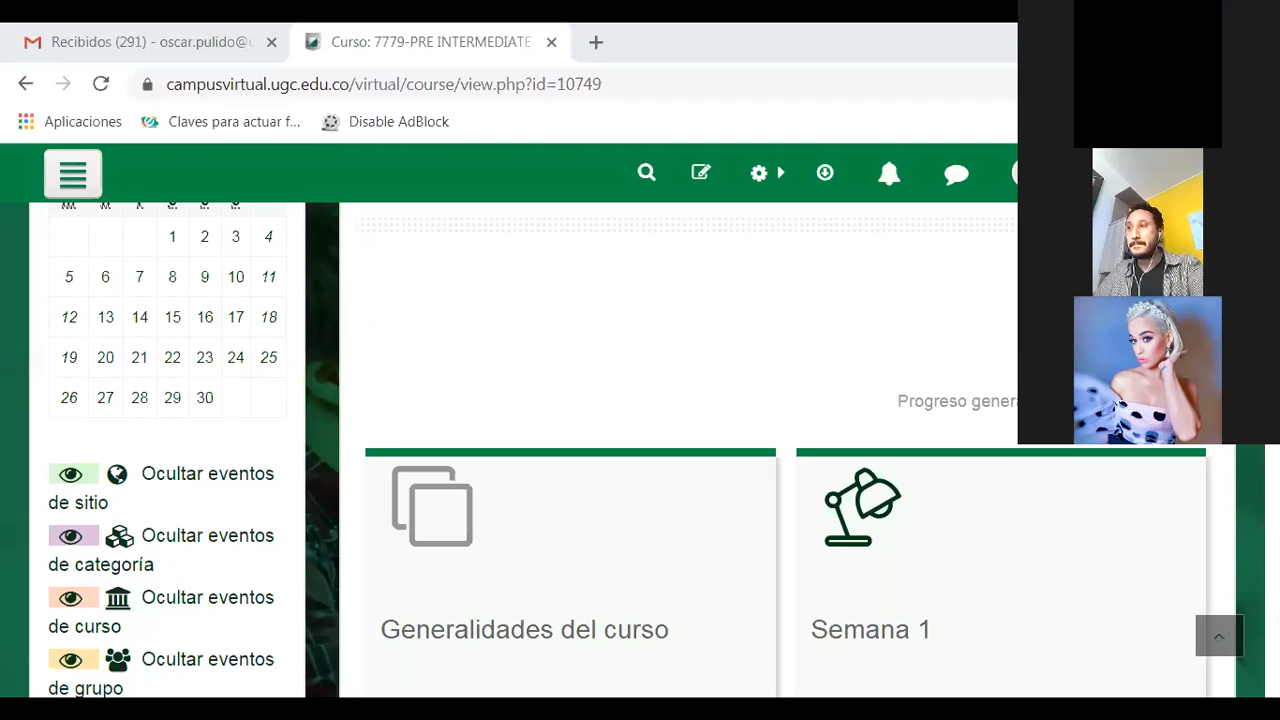 Recibidos (291) - oscar.pulido@
Curso: 7779-PRE INTERMEDIATE
campusvirtual.ugc.edu.co/virtual/course/view.php?id=10749
Aplicaciones
Claves para actuar f...
Disable AdBlock
1 2 3 4
5 6 7 8 9 10 11
12 13 14 15 16 17 18
19 20 21 22 23 24 25
26 27 28 29 30
Progreso gener
Ocultar eventos
de sitio
Ocultar eventos
de categoría
Ocultar eventos
de curso
Ocultar eventos
de grupo
Generalidades del curso
Semana 1